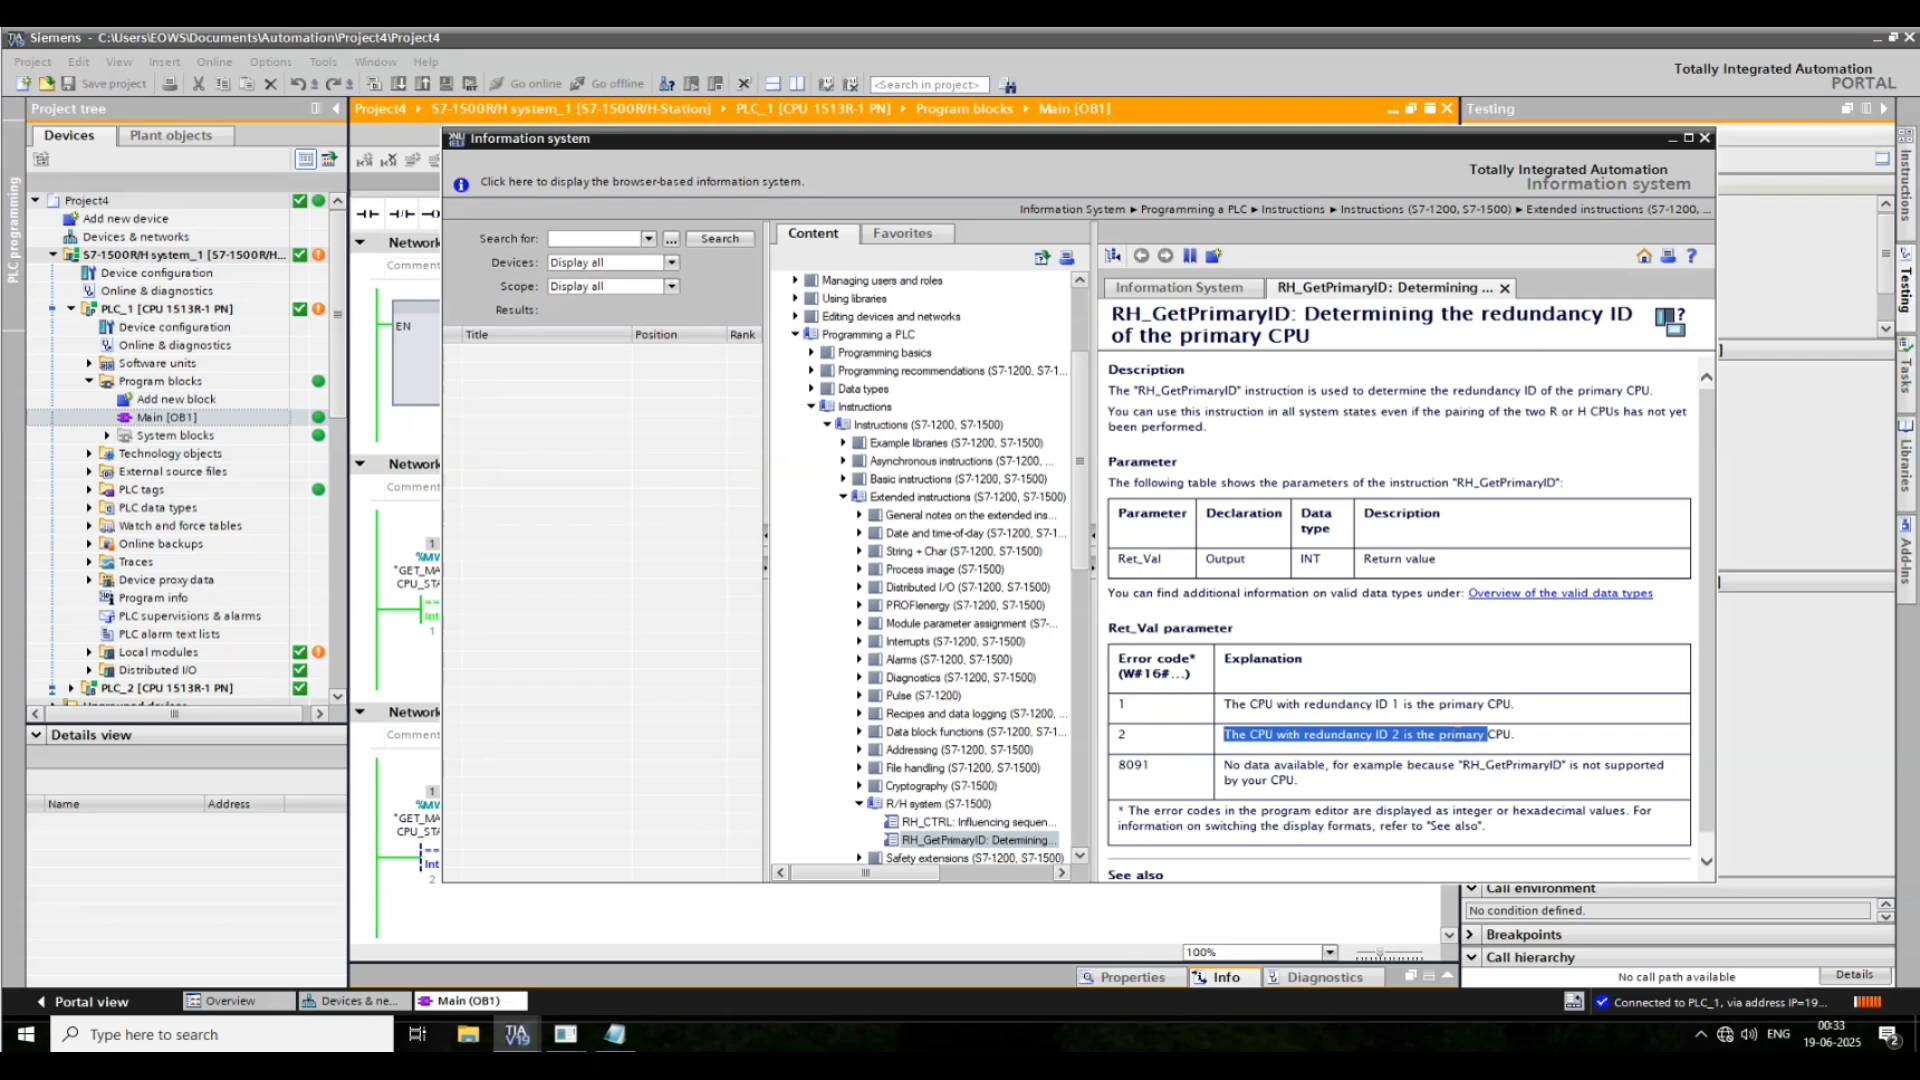 Siemens - C:\Users\EOWS\Documents\Automation\Project4\Project4
Project Edit View Insert Online Options Tools Window Help
Totally Integrated Automation
PORTAL
Save project Go online Go offline <Search in project>
Project tree
Project4 S7-1500R/H system_1 [S7-1500R/H-Station] PLC_1 [CPU 1513R-1 PN] Program blocks Main [OB1]
Testing
Devices Plant objects
PLC programming
Project4
Add new device
Devices & networks
S7-1500R/H system_1 [S7-1500R/H...
Device configuration
Online & diagnostics
PLC_1 [CPU 1513R-1 PN]
Device configuration
Online & diagnostics
Software units
Program blocks
Add new block
Main [OB1]
System blocks
Technology objects
External source files
PLC tags
PLC data types
Watch and force tables
Online backups
Traces
Device proxy data
Program info
PLC supervisions & alarms
PLC alarm text lists
Local modules
Distributed I/O
PLC_2 [CPU 1513R-1 PN]
Details view
Name Address
Network
Comment
EN
Network
Comment
1
%MV
"GET_MA
CPU_STA
==
Int
1
Network
Comment
1
%MV
"GET_MA
CPU_STA
==
Int
2
Information system
Click here to display the browser-based information system.
Totally Integrated Automation
Information system
Information System ▸ Programming a PLC ▸ Instructions ▸ Instructions (S7-1200, S7-1500) ▸ Extended instructions (S7-1200, ...
Search for: ... Search
Devices: Display all
Scope: Display all
Results:
Title Position Rank
Content Favorites
Managing users and roles
Using libraries
Editing devices and networks
Programming a PLC
Programming basics
Programming recommendations (S7-1200, S7-1...
Data types
Instructions
Instructions (S7-1200, S7-1500)
Example libraries (S7-1200, S7-1500)
Asynchronous instructions (S7-1200, ...
Basic instructions (S7-1200, S7-1500)
Extended instructions (S7-1200, S7-1500)
General notes on the extended ins...
Date and time-of-day (S7-1200, S7-1...
String + Char (S7-1200, S7-1500)
Process image (S7-1500)
Distributed I/O (S7-1200, S7-1500)
PROFIenergy (S7-1200, S7-1500)
Module parameter assignment (S7-...
Interrupts (S7-1200, S7-1500)
Alarms (S7-1200, S7-1500)
Diagnostics (S7-1200, S7-1500)
Pulse (S7-1200)
Recipes and data logging (S7-1200, ...
Data block functions (S7-1200, S7-1...
Addressing (S7-1200, S7-1500)
File handling (S7-1200, S7-1500)
Cryptography (S7-1500)
R/H system (S7-1500)
RH_CTRL: Influencing sequen...
RH_GetPrimaryID: Determining...
Safety extensions (S7-1200, S7-1500)
Information System RH_GetPrimaryID: Determining ...
RH_GetPrimaryID: Determining the redundancy ID
of the primary CPU
Description
The "RH_GetPrimaryID" instruction is used to determine the redundancy ID of the primary CPU.
You can use this instruction in all system states even if the pairing of the two R or H CPUs has not yet
been performed.
Parameter
The following table shows the parameters of the instruction "RH_GetPrimaryID":
Parameter Declaration Data type Description
Ret_Val Output INT Return value
You can find additional information on valid data types under: Overview of the valid data types
Ret_Val parameter
Error code* (W#16#...) Explanation
1 The CPU with redundancy ID 1 is the primary CPU.
2 The CPU with redundancy ID 2 is the primary CPU.
8091 No data available, for example because "RH_GetPrimaryID" is not supported
by your CPU.
* The error codes in the program editor are displayed as integer or hexadecimal values. For
information on switching the display formats, refer to "See also".
See also
Instructions
Testing
Tasks
Libraries
Add-Ins
Call environment
No condition defined.
Breakpoints
Call hierarchy
No call path available
Details
100%
Properties Info Diagnostics
Portal view Overview Devices & ne... Main (OB1)
Connected to PLC_1, via address IP=19...
Type here to search
TIA V19
ENG
00:33
19-06-2025
2